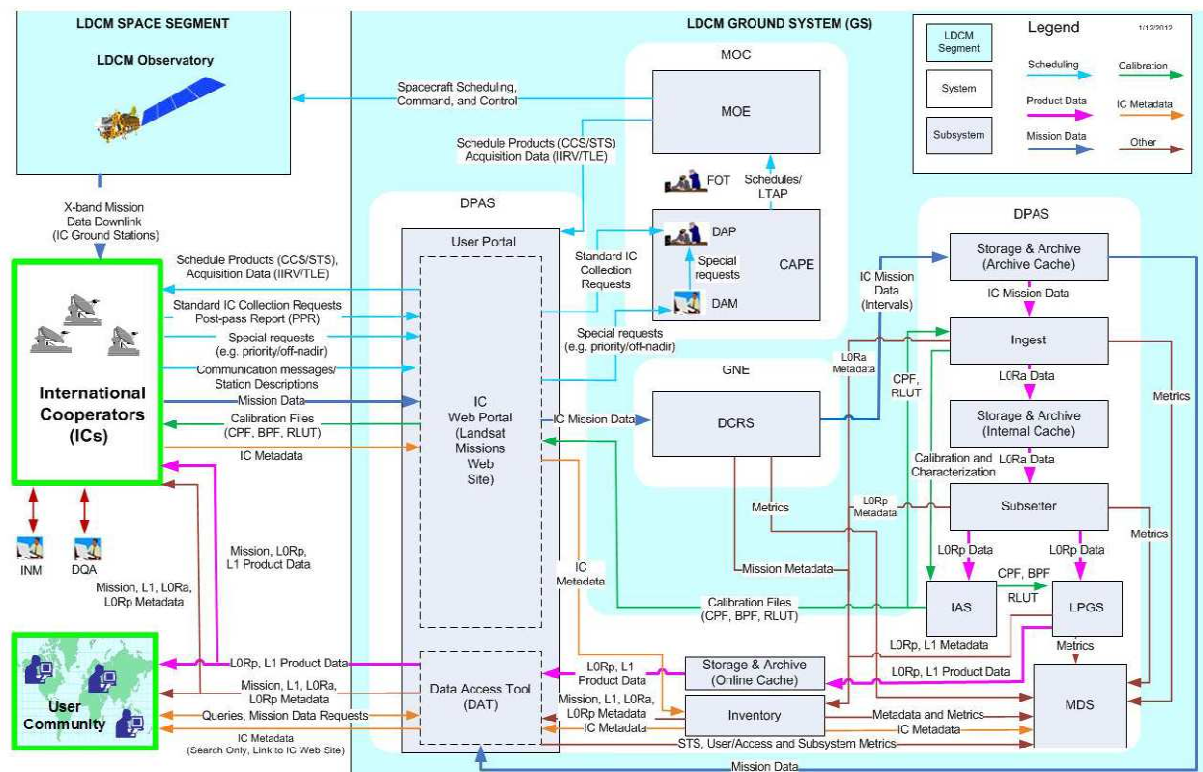 LDCM SPACE SEGMENT
LDCM Observatory
LDCM GROUND SYSTEM (GS)
LDCM
Segment
System
Subsystem
Legend
1/12/2012
Scheduling
Calibration
Product Data
IC Metadata
Mission Data
Other
MOC
MOE
Spacecraft Scheduling,
Command, and Control
Schedule Products (CCS/STS)
Acquisition Data (IIRV/TLE)
FOT
Schedules/
LTAP
DAP
CAPE
Special
requests
DAM
Standard IC
Collection
Requests
Special requests
(e.g. priority/off-nadir)
X-band Mission
Data Downlink
(IC Ground Stations)
DPAS
User Portal
IC
Web Portal
(Landsat
Missions
Web
Site)
Schedule Products (CCS/STS),
Acquisition Data (IIRV/TLE)
Standard IC Collection Requests
Post-pass Report (PPR)
Special requests
(e.g. priority/off-nadir)
Communication messages/
Station Descriptions
Mission Data
Calibration Files
(CPF, BPF, RLUT)
IC Metadata
International
Cooperators
(ICs)
INM
DQA
Mission, L0Rp,
L1 Product Data
Mission, L1, L0Ra,
L0Rp Metadata
GNE
DCRS
IC Mission Data
IC Mission
Data
(Intervals)
L0Ra
Metadata
Metrics
Mission Metadata
IC
Metadata
Calibration Files
(CPF, BPF, RLUT)
DPAS
Storage & Archive
(Archive Cache)
IC Mission Data
Ingest
L0Ra Data
CPF,
RLUT
Storage & Archive
(Internal Cache)
L0Ra Data
Calibration and
Characterization
Subsetter
L0Rp
Metadata
Metrics
Metrics
L0Rp Data
L0Rp Data
CPF, BPF
RLUT
IAS
LPGS
L0Rp, L1 Metadata
Metrics
L0Rp, L1 Product Data
MDS
User
Community
L0Rp, L1 Product Data
Mission, L1, L0Ra,
L0Rp Metadata
Queries, Mission Data Requests
IC Metadata
(Search Only, Link to IC Web Site)
Data Access Tool
(DAT)
L0Rp, L1
Product Data
Storage & Archive
(Online Cache)
Mission, L1, L0Ra,
L0Rp Metadata
IC Metadata
Inventory
Metadata and Metrics
IC Metadata
STS, User/Access and Subsystem Metrics
Mission Data